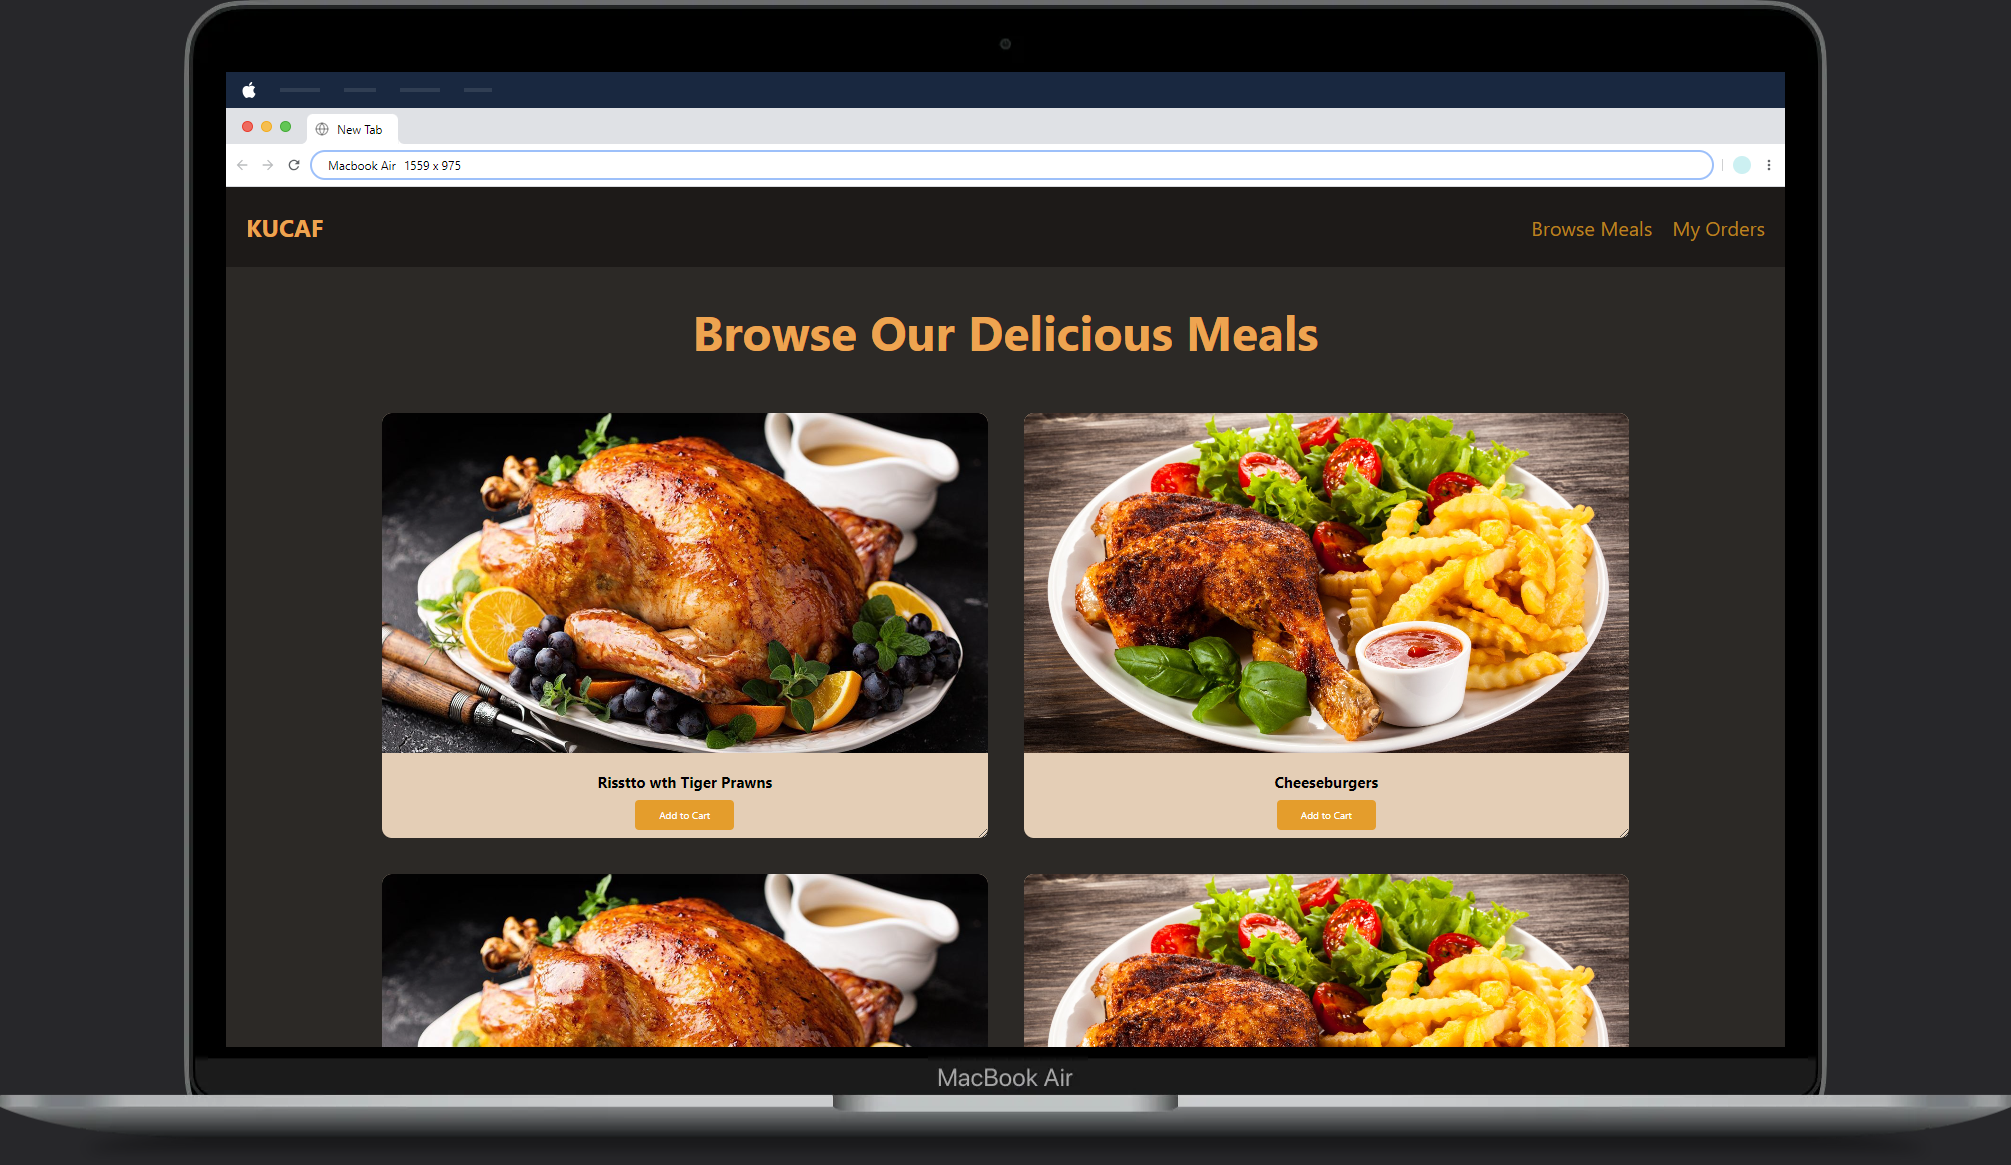 New Tab
Macbook Air 1559 x 975
KUCAF
Browse Meals My Orders
Browse Our Delicious Meals
Risstto wth Tiger Prawns
Add to Cart
Cheeseburgers
Add to Cart
MacBook Air